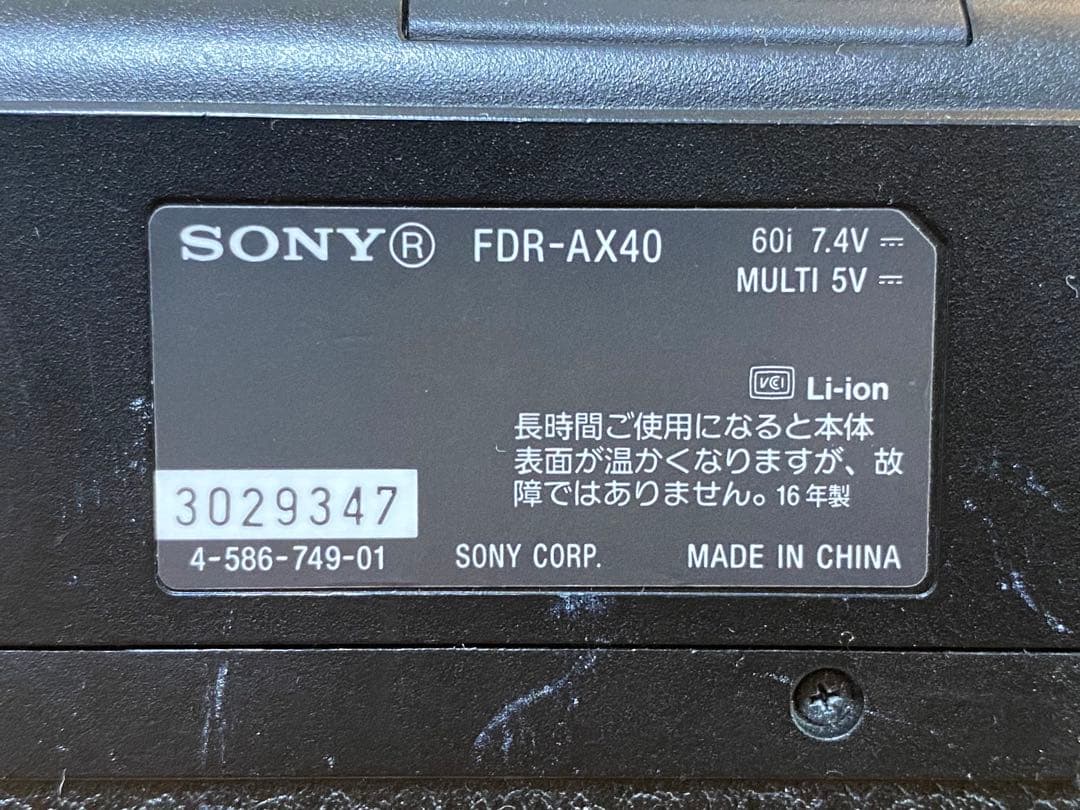 SONY® FDR-AX40 60i 7.4V ⎓
MULTI 5V ⎓
VCI Li-ion
長時間ご使用になると本体
表面が温かくなりますが、故
障ではありません。16年製
3029347
4-586-749-01 SONY CORP. MADE IN CHINA